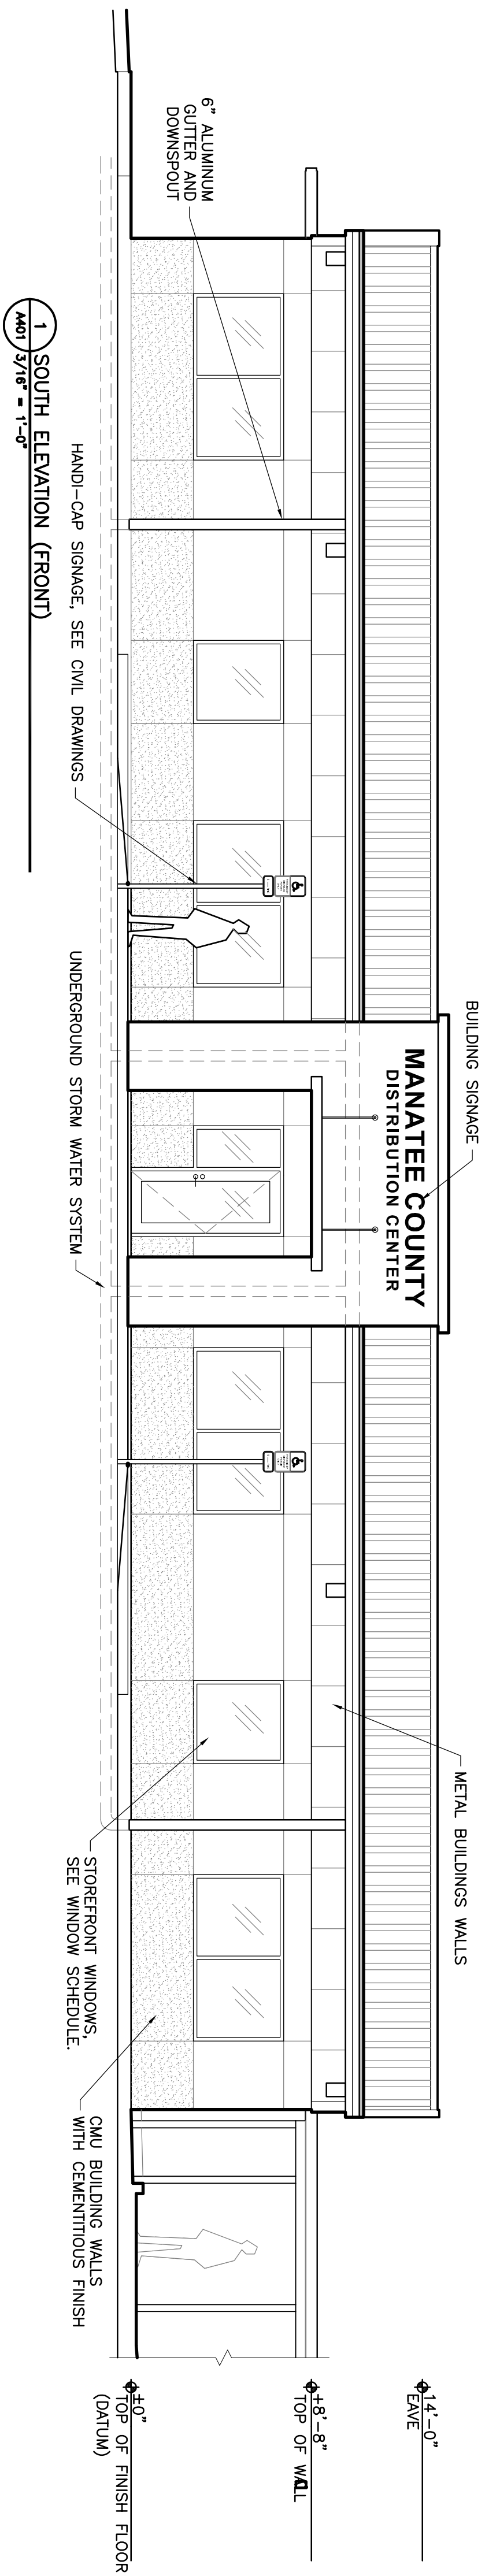 BUILDING SIGNAGE
MANATEE COUNTY
DISTRIBUTION CENTER
METAL BUILDINGS WALLS
14'-0"
EAVE
+8'-8"
TOP OF WALL
±0"
TOP OF FINISH FLOOR
(DATUM)
6" ALUMINUM
GUTTER AND
DOWNSPOUT
HANDI-CAP SIGNAGE, SEE CIVIL DRAWINGS
UNDERGROUND STORM WATER SYSTEM
STOREFRONT WINDOWS,
SEE WINDOW SCHEDULE.
CMU BUILDING WALLS
WITH CEMENTITIOUS FINISH
1
A401
SOUTH ELEVATION (FRONT)
3/16" = 1'-0"